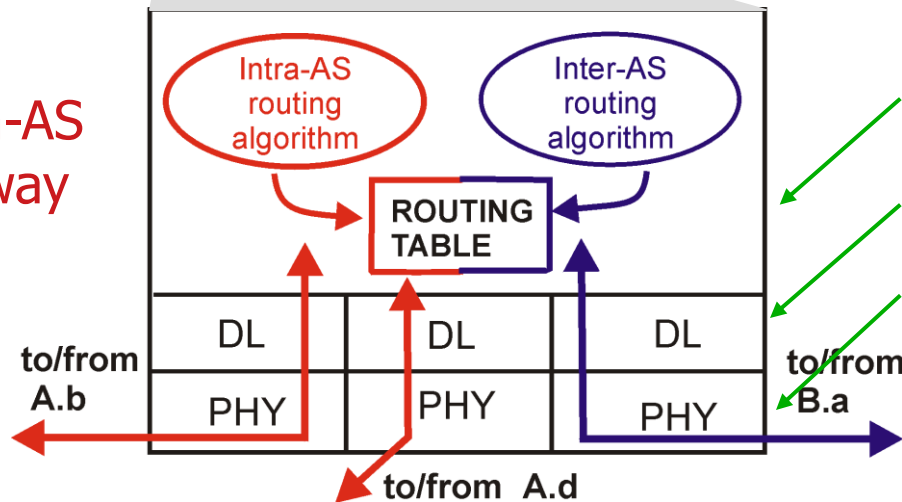 Intra-AS
routing
algorithm
Inter-AS
routing
algorithm
-AS
way
ROUTING
TABLE
DL
DL
DL
to/from
A.b
to/from
B.a
PHY
PHY
PHY
to/from A.d